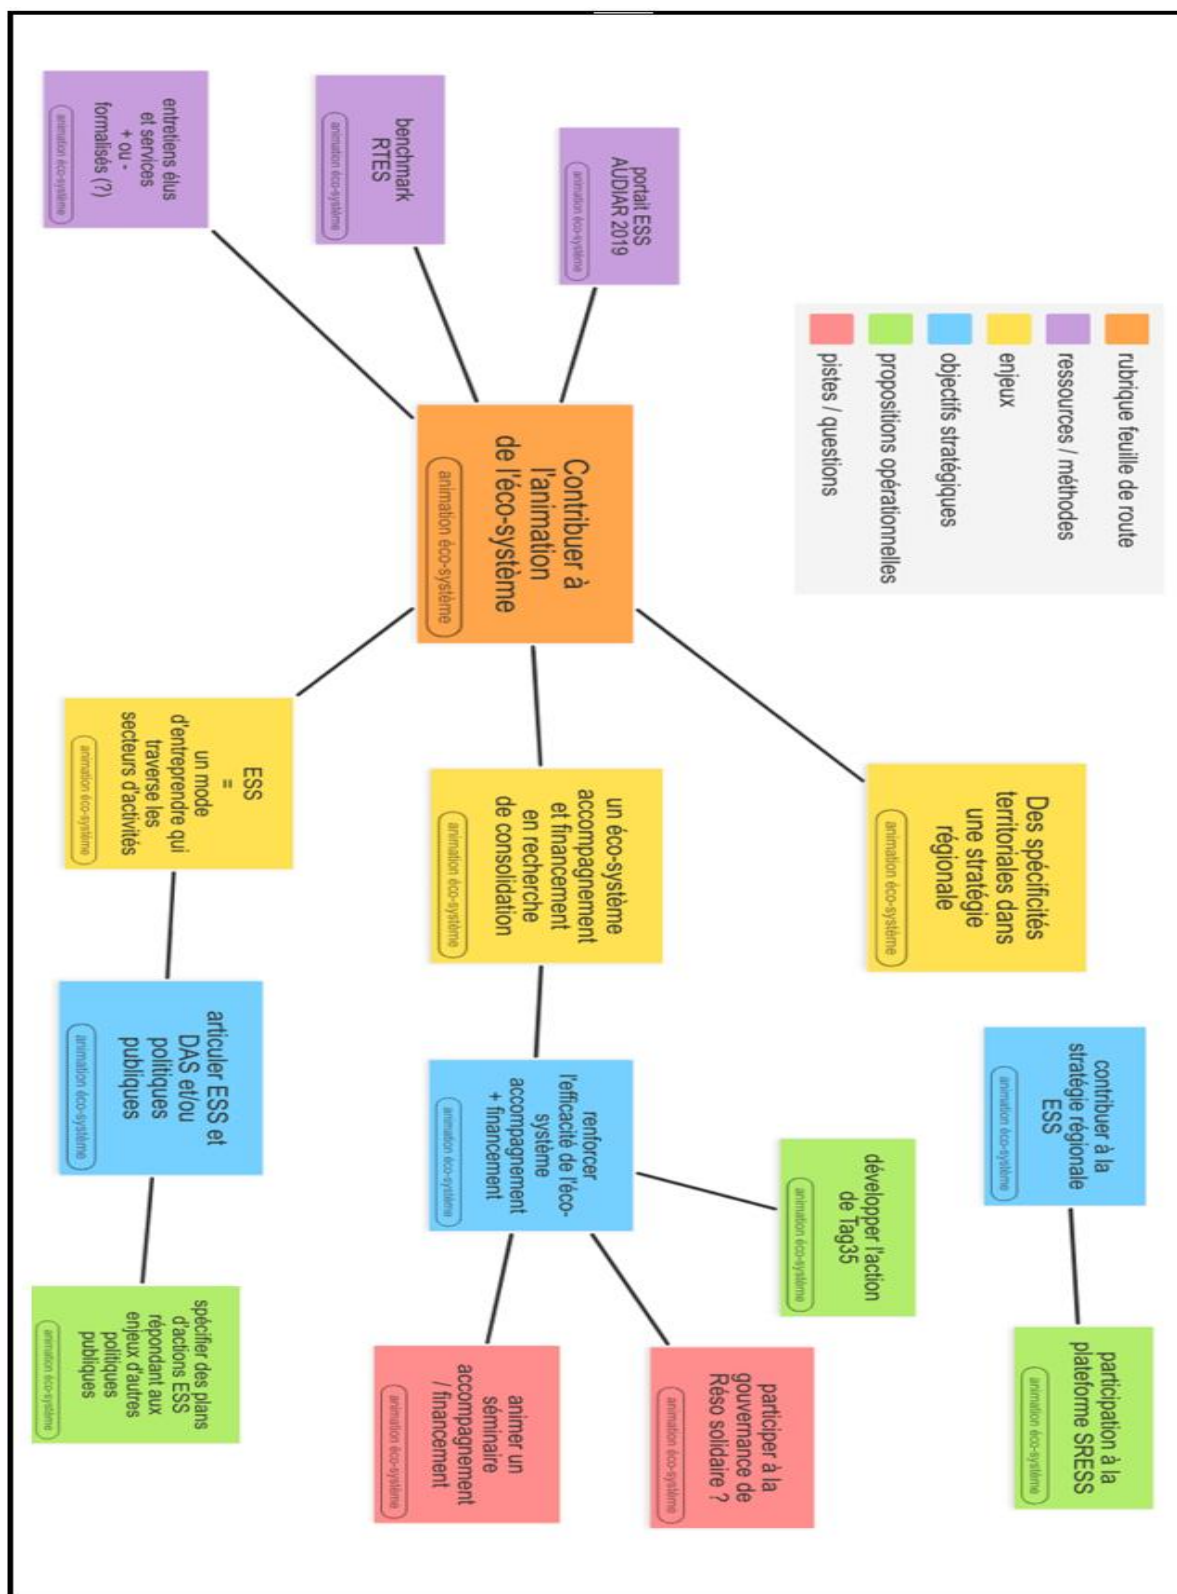 rubrique feuille de route
ressources / méthodes
enjeux
objectifs stratégiques
propositions opérationnelles
pistes / questions
portait ESS
AUDIAR 2019
animation éco-système
benchmark
RTES
animation éco-système
entretiens élus
et services
+ ou -
formalisés (?)
animation éco-système
Contribuer à
l'animation
de l'éco-système
animation éco-système
Des spécificités
territoriales dans
une stratégie
régionale
animation éco-système
contribuer à la
stratégie régionale
ESS
animation éco-système
participation à la
plateforme SRESS
animation éco-système
un éco-système
accompagnement
et financement
en recherche
de consolidation
animation éco-système
renforcer
l'efficacité de l'éco-
système
accompagnement
+ financement
animation éco-système
développer l'action
de Tag35
animation éco-système
participer à la
gouvernance de
Réso solidaire ?
animation éco-système
animer un
séminaire
accompagnement
/ financement
animation éco-système
ESS
=
un mode
d'entreprendre qui
traverse les
secteurs d'activités
animation éco-système
articuler ESS et
DAS et/ou
politiques
publiques
animation éco-système
spécifier des plans
d'actions ESS
répondant aux
enjeux d'autres
politiques
publiques
animation éco-système